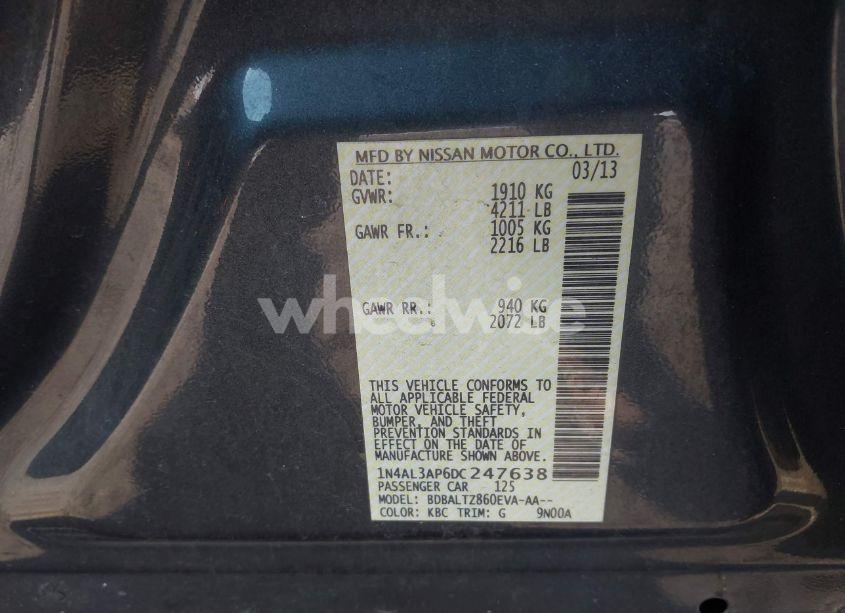 MFD BY NISSAN MOTOR CO., LTD.
DATE: 03/13
GVWR: 1910 KG
4211 LB
GAWR FR.: 1005 KG
2216 LB
wheelwise
GAWR RR.: 940 KG
2072 LB
THIS VEHICLE CONFORMS TO
ALL APPLICABLE FEDERAL
MOTOR VEHICLE SAFETY,
BUMPER, AND THEFT
PREVENTION STANDARDS IN
EFFECT ON THE DATE OF
MANUFACTURE SHOWN ABOVE.
1N4AL3AP6DC247638
PASSENGER CAR 125
MODEL: BDBALTZ860EVA-AA--
COLOR: KBC TRIM: G 9N00A